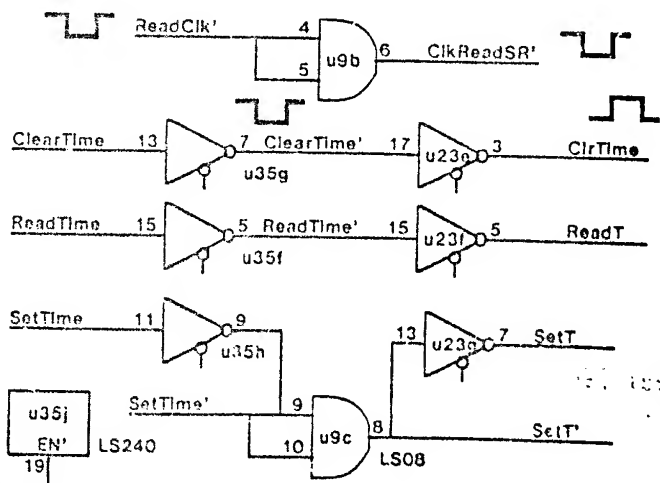 ReadClk' 4 5 u9b 6 ClkReadSR'
ClearTime 13 7 ClearTime' 17 3 ClrTime
u35g
ReadTime 15 5 ReadTime' 15 u23f 5 ReadT
u35f
SetTime 11 9 13 7 SetT
u35h
SetTime' 9 10 u9c 8 SetT'
LS08
u35j
EN' LS240
19